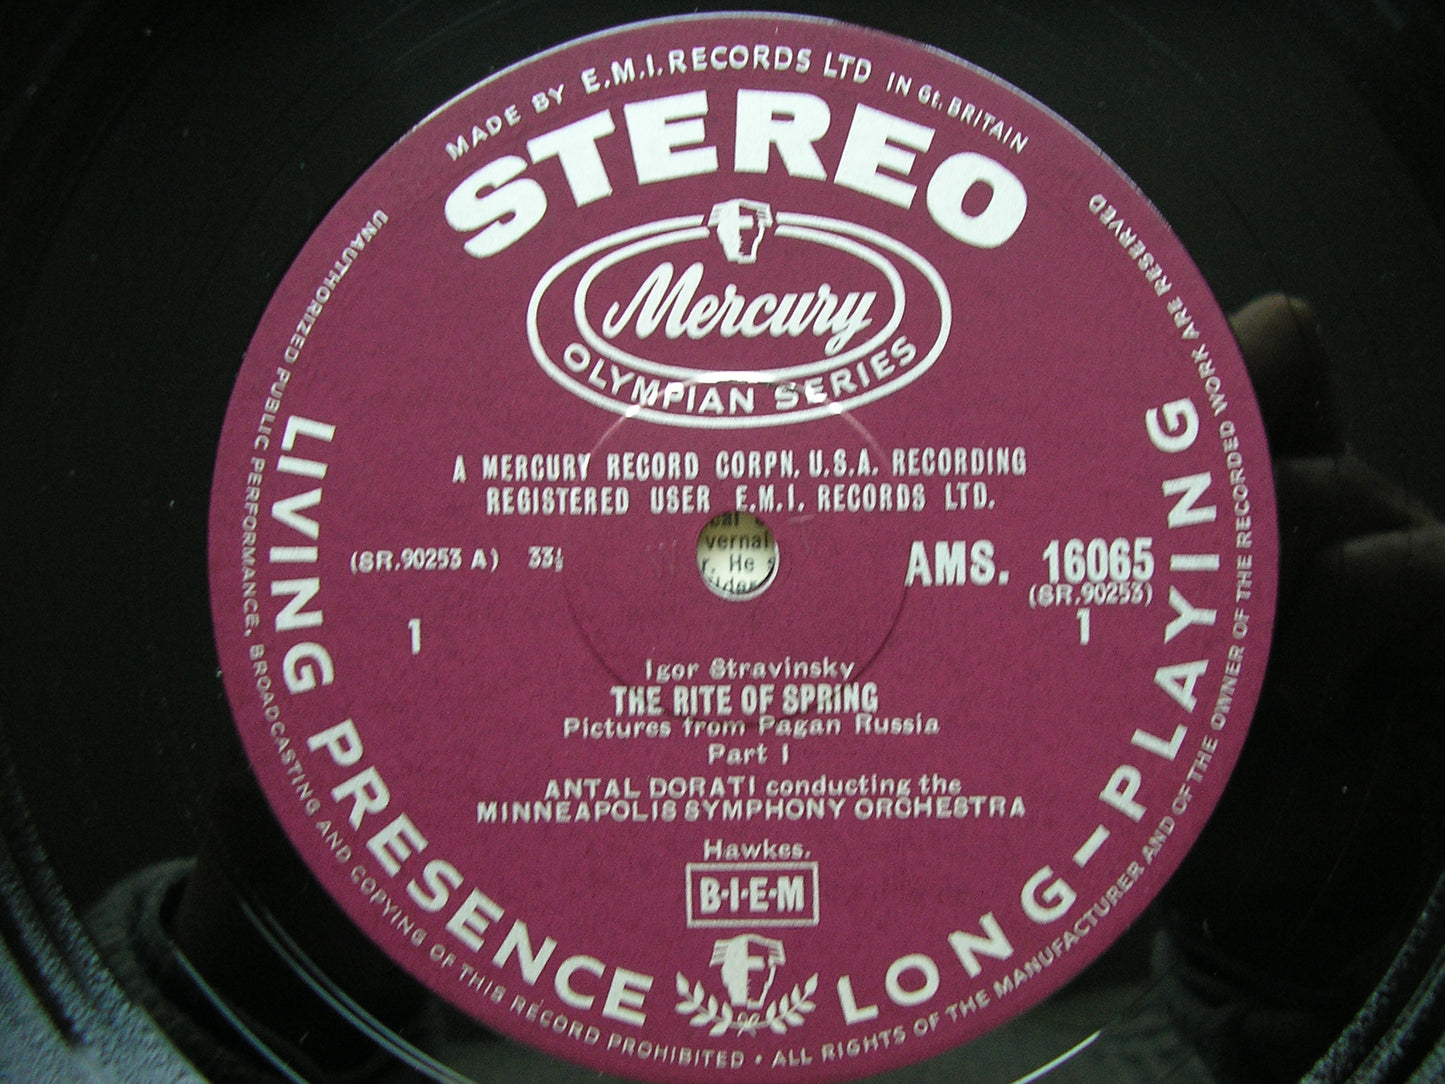 MADE BY E.M.I. RECORDS LTD IN Gt. BRITAIN
STEREO
Mercury
OLYMPIAN SERIES
A MERCURY RECORD CORPN. U.S.A. RECORDING
REGISTERED USER E.M.I. RECORDS LTD.
(SR.90253 A) 33⅓
AMS. 16065
(SR.90253)
1
1
Igor Stravinsky
THE RITE OF SPRING
Pictures from Pagan Russia
Part 1
ANTAL DORATI conducting the
MINNEAPOLIS SYMPHONY ORCHESTRA
Hawkes.
B·I·E·M
LIVING PRESENCE
LONG-PLAYING
UNAUTHORIZED PUBLIC PERFORMANCE, BROADCASTING AND COPYING OF THIS RECORD PROHIBITED • ALL RIGHTS OF THE MANUFACTURER AND OF THE OWNER OF THE RECORDED WORK ARE RESERVED
vernal
r. He